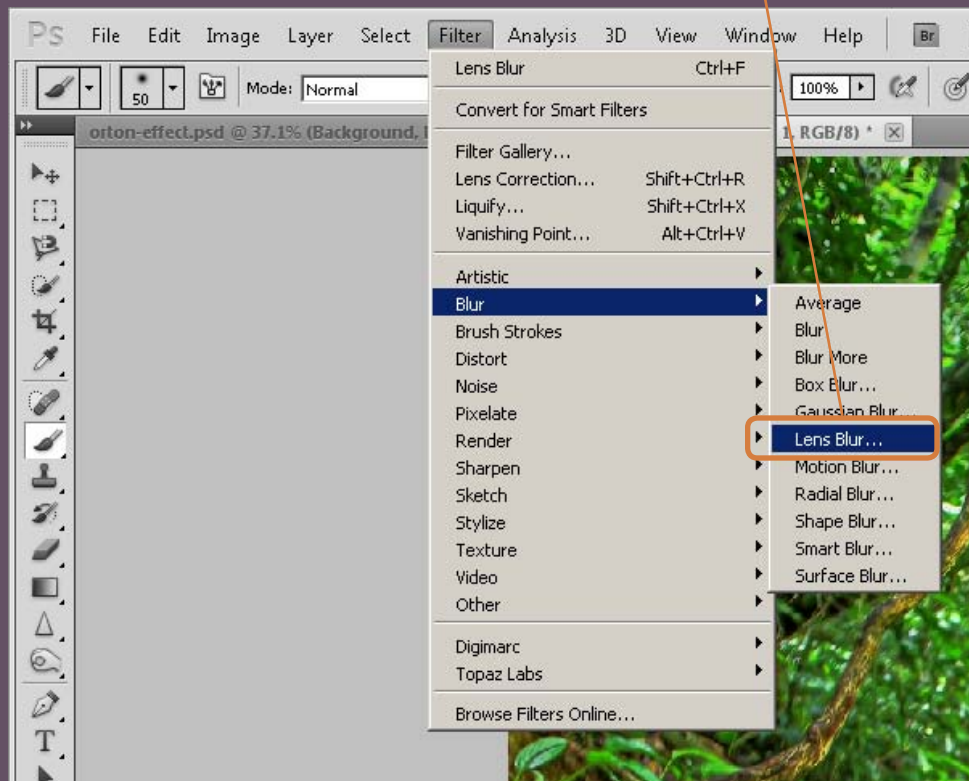 Ps File Edit Image Layer Select Filter Analysis 3D View Window Help Br
50 Mode: Normal 100%
orton-effect.psd @ 37.1% (Background, 1, RGB/8) *
Lens Blur Ctrl+F
Convert for Smart Filters
Filter Gallery...
Lens Correction... Shift+Ctrl+R
Liquify... Shift+Ctrl+X
Vanishing Point... Alt+Ctrl+V
Artistic
Blur
Brush Strokes
Distort
Noise
Pixelate
Render
Sharpen
Sketch
Stylize
Texture
Video
Other
Digimarc
Topaz Labs
Browse Filters Online...
Average
Blur
Blur More
Box Blur...
Gaussian Blur...
Lens Blur...
Motion Blur...
Radial Blur...
Shape Blur...
Smart Blur...
Surface Blur...
T